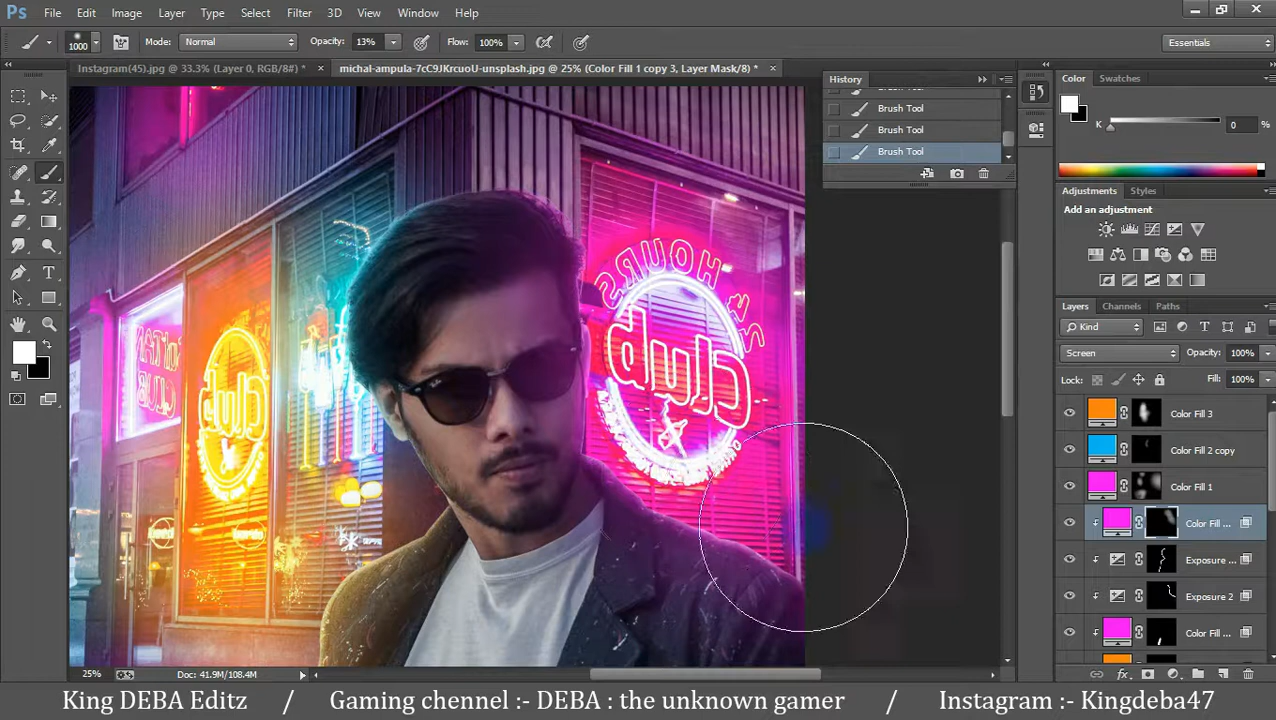 Ps File Edit Image Layer Type Select Filter 3D View Window Help
1000 Mode: Normal Opacity: 13% Flow: 100% Essentials
Instagram(45).jpg @ 33.3% (Layer 0, RGB/8#) * × michal-ampula-7cC9JKrcuoU-unsplash.jpg @ 25% (Color Fill 1 copy 3, Layer Mask/8) * ×
History
Brush Tool
Brush Tool
Brush Tool
Color Swatches
K 0 %
Adjustments Styles
Add an adjustment
Layers Channels Paths
Kind
Screen Opacity: 100%
Lock: Fill: 100%
Color Fill 3
Color Fill 2 copy
Color Fill 1
Color Fill ...
Exposure ...
Exposure 2
Color Fill ...
HOURS
24
club
club
CLUB
25% Doc: 41.9M/108.4M
King DEBA Editz / Gaming chennel :- DEBA : the unknown gamer / Instagram :- Kingdeba47